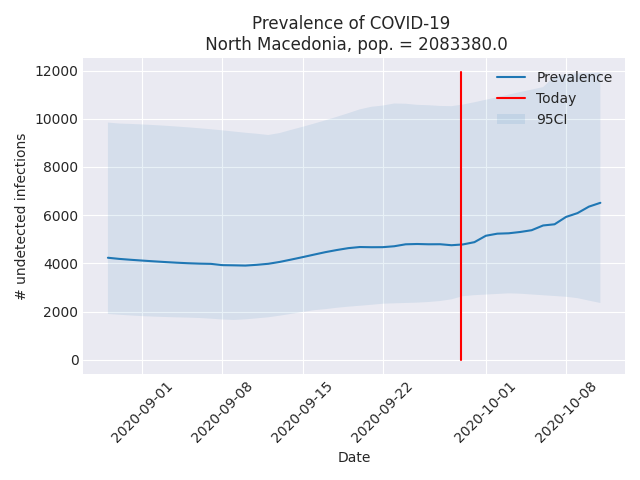 Prevalence of COVID-19
North Macedonia, pop. = 2083380.0
12000
10000
8000
6000
4000
2000
0
# undetected infections
Prevalence
Today
95CI
2020-09-01
2020-09-08
2020-09-15
2020-09-22
2020-10-01
2020-10-08
Date